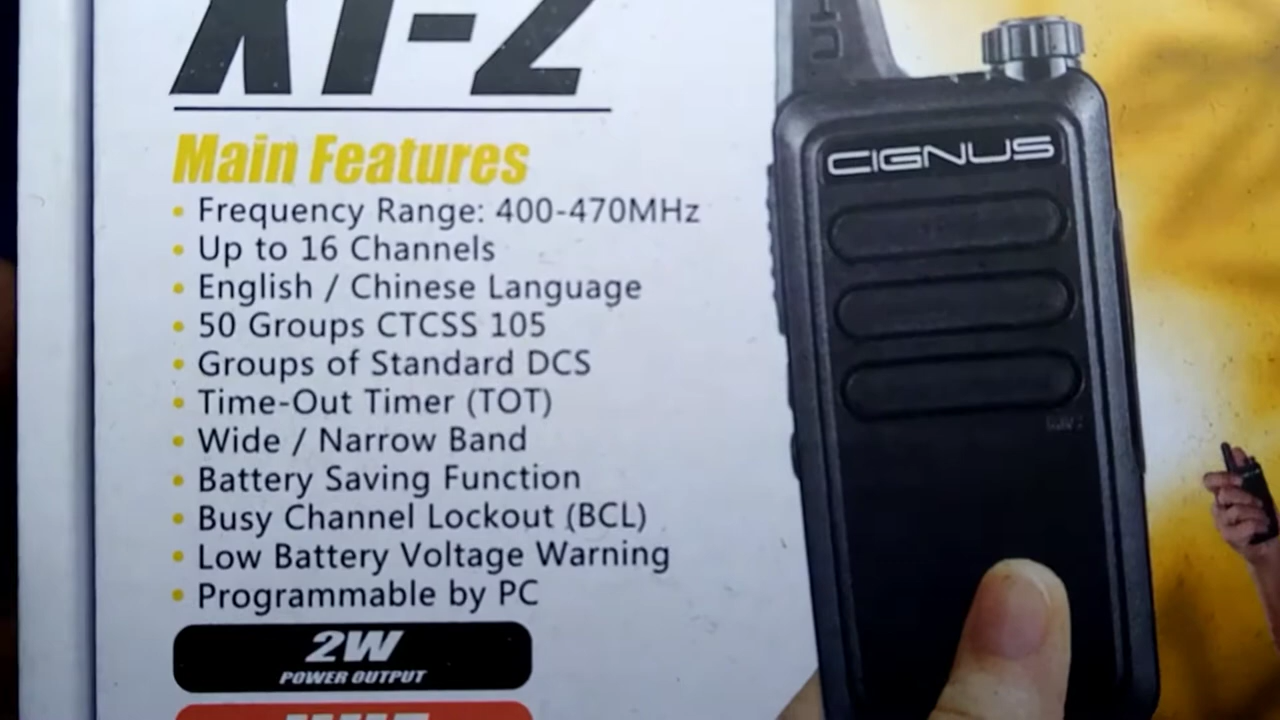 XT-2
Main Features
• Frequency Range: 400-470MHz
• Up to 16 Channels
• English / Chinese Language
• 50 Groups CTCSS 105
• Groups of Standard DCS
• Time-Out Timer (TOT)
• Wide / Narrow Band
• Battery Saving Function
• Busy Channel Lockout (BCL)
• Low Battery Voltage Warning
• Programmable by PC
2W
POWER OUTPUT
CIGNUS